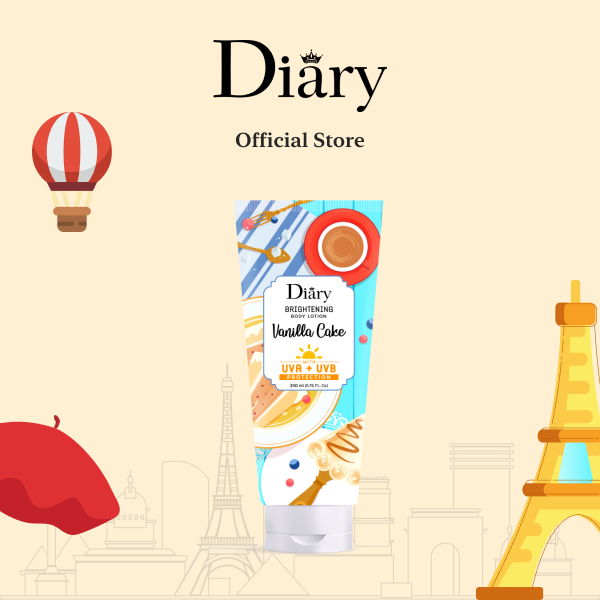 Diary
Official Store
Diary
BRIGHTENING
BODY LOTION
Vanilla Cake
WITH
UVA + UVB
PROTECTION